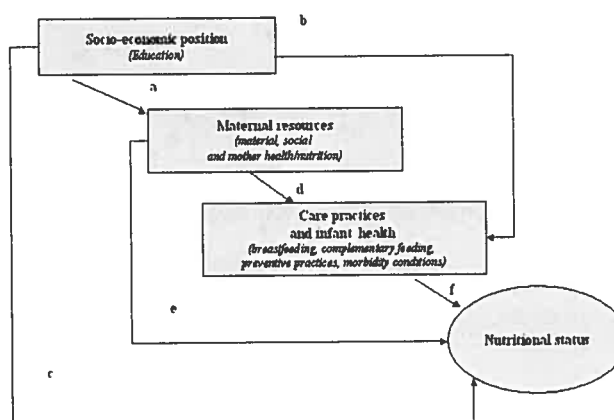 b
Socio-economic position
(Education)
a
Maternal resources
(material, social
and mother health/nutrition)
d
Care practices
and infant health
(breastfeeding, complementary feeding,
preventive practices, morbidity conditions)
f
e
Nutritional status
c